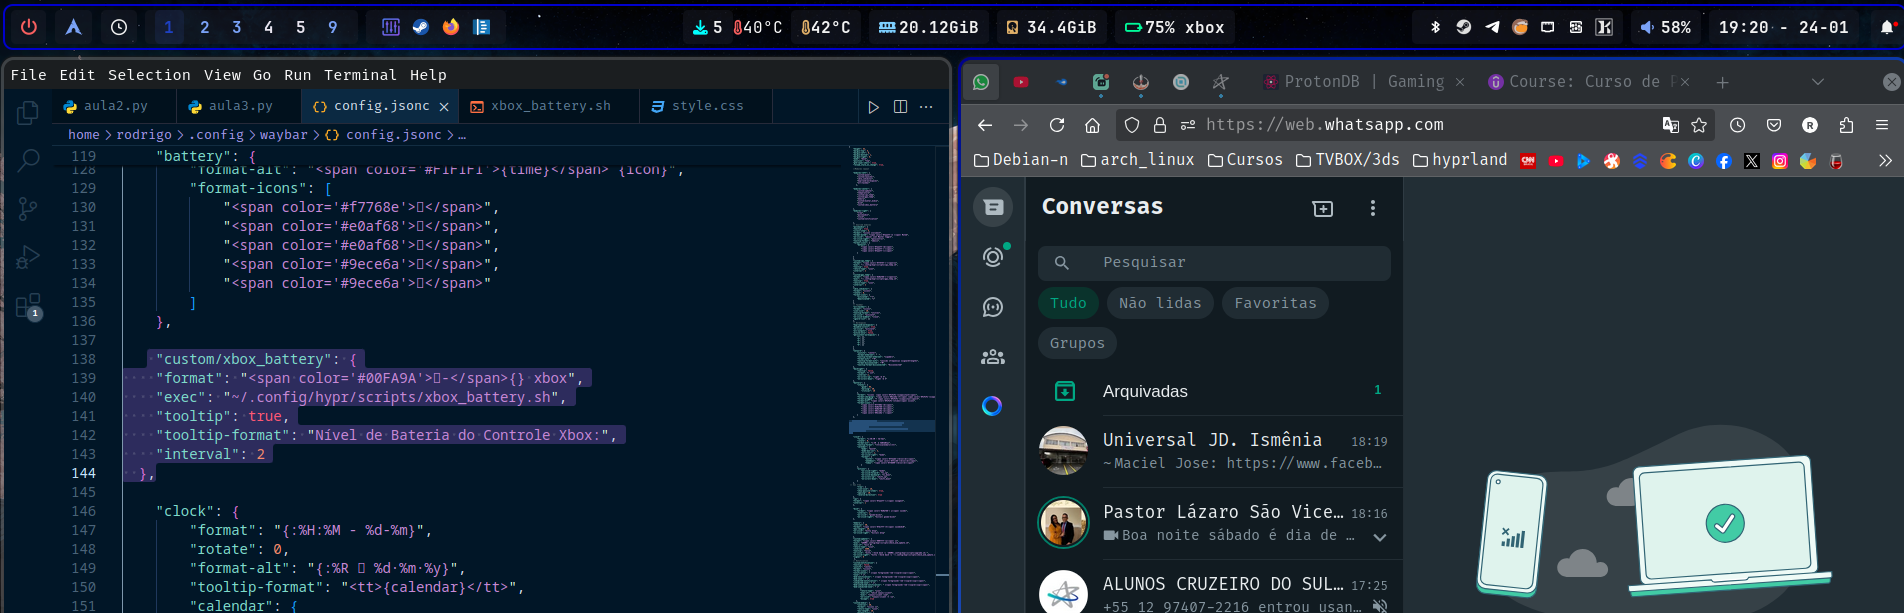 1 2 3 4 5 9
5 40°C 42°C 20.12GiB 34.4GiB 75% xbox
58% 19:20 - 24-01
File Edit Selection View Go Run Terminal Help
aula2.py aula3.py config.jsonc xbox_battery.sh style.css
home > rodrigo > .config > waybar > config.jsonc > ...
119 "battery": {
128 "format-alt": "<span color='#F1F1F1'>{time}</span> {icon}",
129 "format-icons": [
130 "<span color='#f7768e'></span>",
131 "<span color='#e0af68'></span>",
132 "<span color='#e0af68'></span>",
133 "<span color='#9ece6a'></span>",
134 "<span color='#9ece6a'></span>"
135 ]
136 },
137
138 "custom/xbox_battery": {
139 "format": "<span color='#00FA9A'>-</span>{} xbox",
140 "exec": "~/.config/hypr/scripts/xbox_battery.sh",
141 "tooltip": true,
142 "tooltip-format": "Nível de Bateria do Controle Xbox:",
143 "interval": 2
144 },
145
146 "clock": {
147 "format": "{:%H:%M - %d-%m}",
148 "rotate": 0,
149 "format-alt": "{:%R  %d·%m·%y}",
150 "tooltip-format": "<tt>{calendar}</tt>",
151 "calendar": {
1
ProtonDB | Gaming Course: Curso de P
https://web.whatsapp.com
Debian-n arch_linux Cursos TVBOX/3ds hyprland
Conversas
Pesquisar
Tudo Não lidas Favoritas
Grupos
Arquivadas 1
Universal JD. Ismênia 18:19
~Maciel Jose: https://www.faceb…
Pastor Lázaro São Vice… 18:16
Boa noite sábado é dia de …
ALUNOS CRUZEIRO DO SUL… 17:25
+55 12 97407-2216 entrou usan…